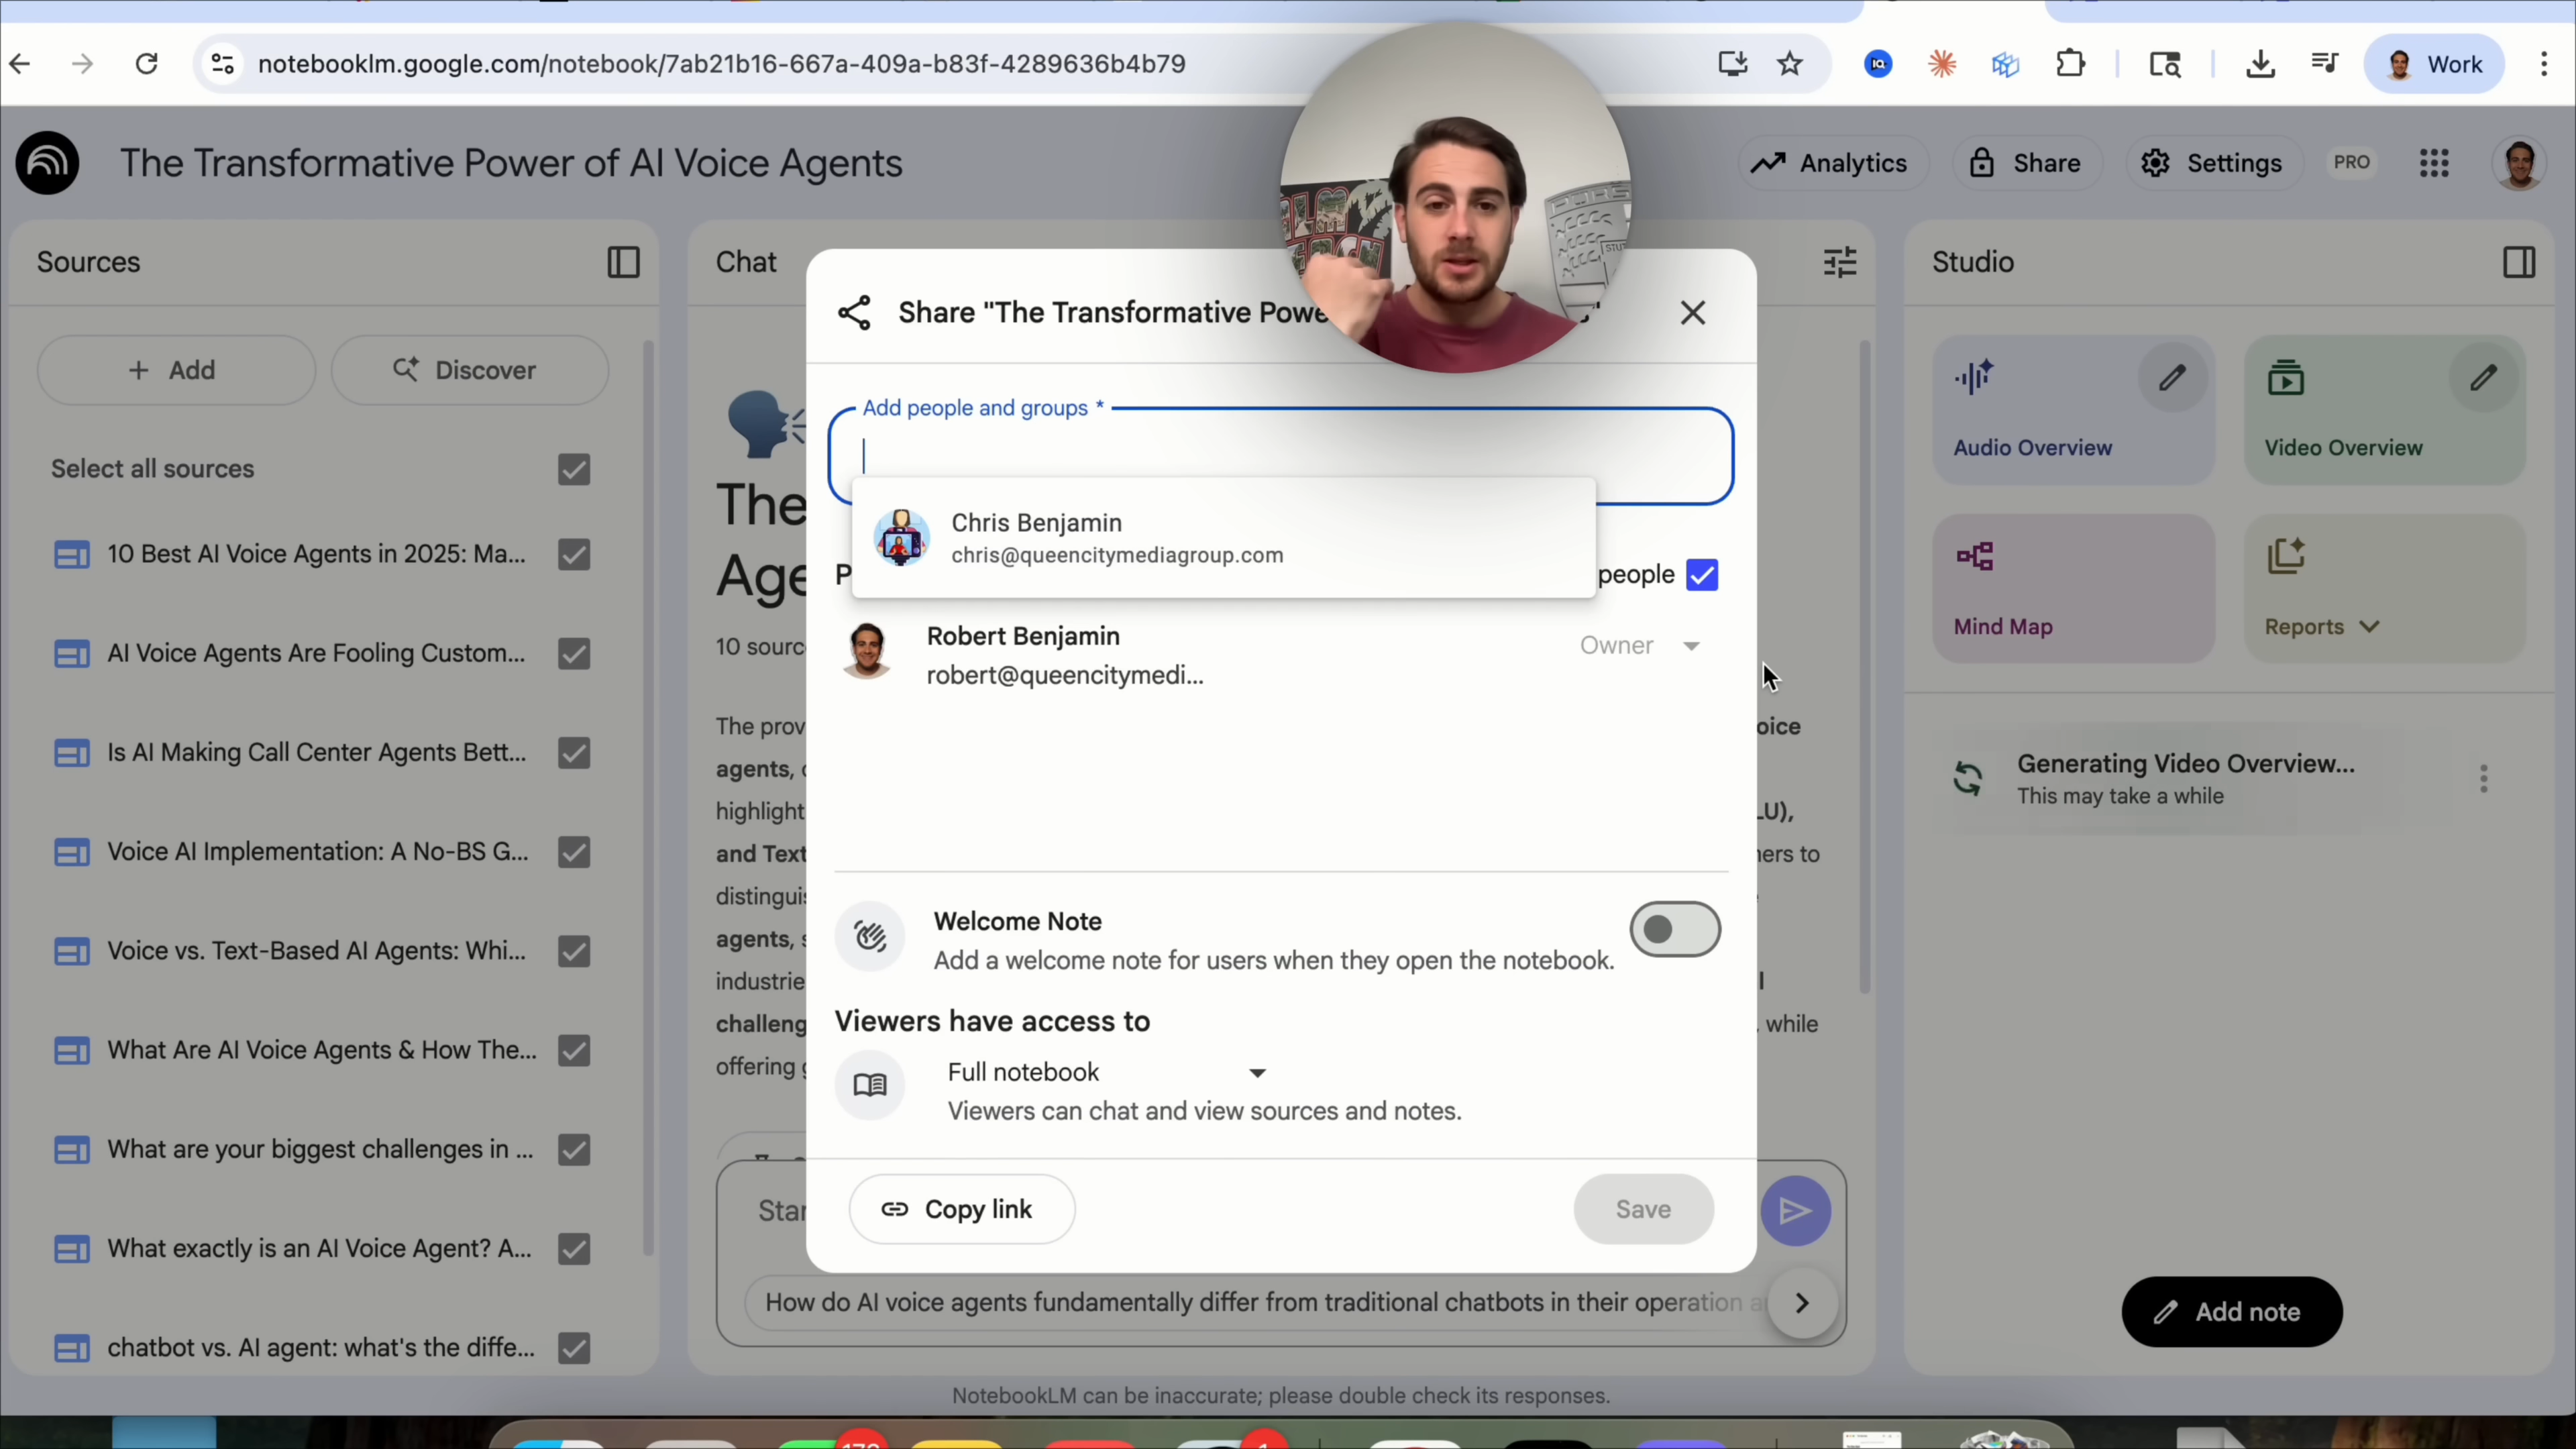 notebooklm.google.com/notebook/7ab21b16-667a-409a-b83f-4289636b4b79
Work
The Transformative Power of AI Voice Agents
Analytics
Share
Settings
PRO
Sources
Add
Discover
Select all sources
10 Best AI Voice Agents in 2025: Ma...
AI Voice Agents Are Fooling Custom...
Is AI Making Call Center Agents Bett...
Voice AI Implementation: A No-BS G...
Voice vs. Text-Based AI Agents: Whi...
What Are AI Voice Agents & How The...
What are your biggest challenges in ...
What exactly is an AI Voice Agent? A...
chatbot vs. AI agent: what's the diffe...
Chat
The
Age
10 sourc
The prov
agents,
highlight
and Text
distinguis
agents, s
industrie
challeng
offering g
oice
LU),
ners to
, while
Star
How do AI voice agents fundamentally differ from traditional chatbots in their operation a
Share "The Transformative Powe
Add people and groups *
Chris Benjamin
chris@queencitymediagroup.com
P
people
Robert Benjamin
robert@queencitymedi...
Owner
Welcome Note
Add a welcome note for users when they open the notebook.
Viewers have access to
Full notebook
Viewers can chat and view sources and notes.
Copy link
Save
Studio
Audio Overview
Video Overview
Mind Map
Reports
Generating Video Overview...
This may take a while
Add note
NotebookLM can be inaccurate; please double check its responses.